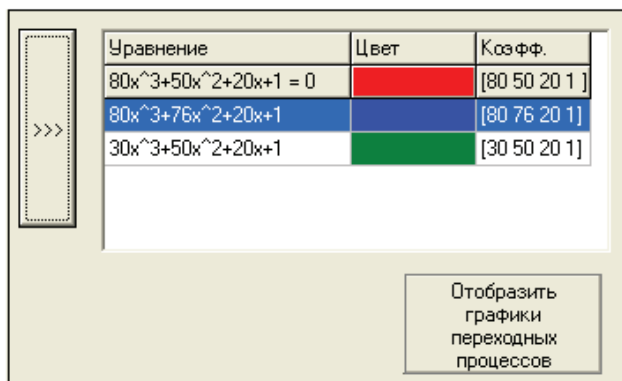 Уравнение Цвет Коэфф.
80x^3+50x^2+20x+1 = 0 [80 50 20 1 ]
80x^3+76x^2+20x+1 [80 76 20 1]
>>>
30x^3+50x^2+20x+1 [30 50 20 1]
Отобразить
графики
переходных
процессов